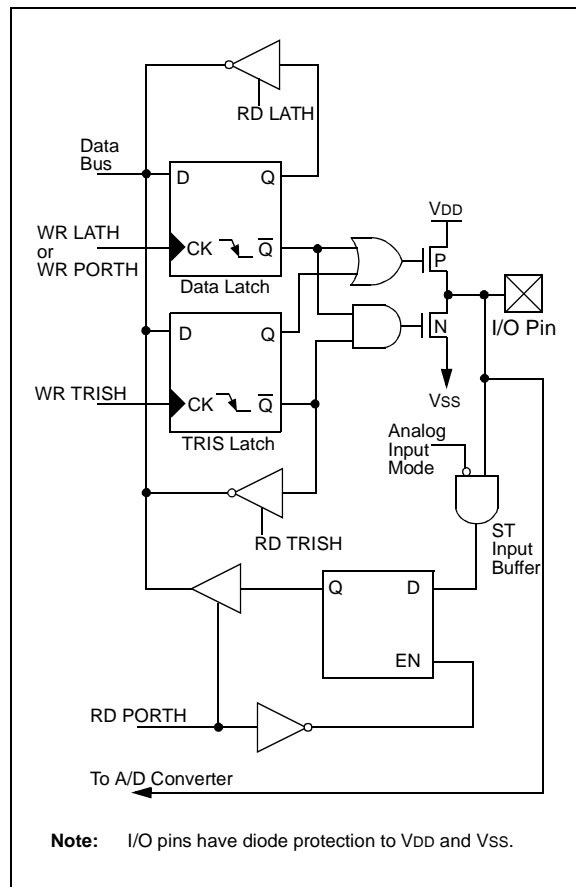 RD LATH
Data
Bus
D Q
VDD
WR LATH
or
WR PORTH
CK Q
P
Data Latch
N
I/O Pin
D Q
WR TRISH
CK Q
VSS
TRIS Latch
Analog
Input
Mode
RD TRISH
ST
Input
Buffer
Q D
EN
RD PORTH
To A/D Converter
Note: I/O pins have diode protection to VDD and VSS.